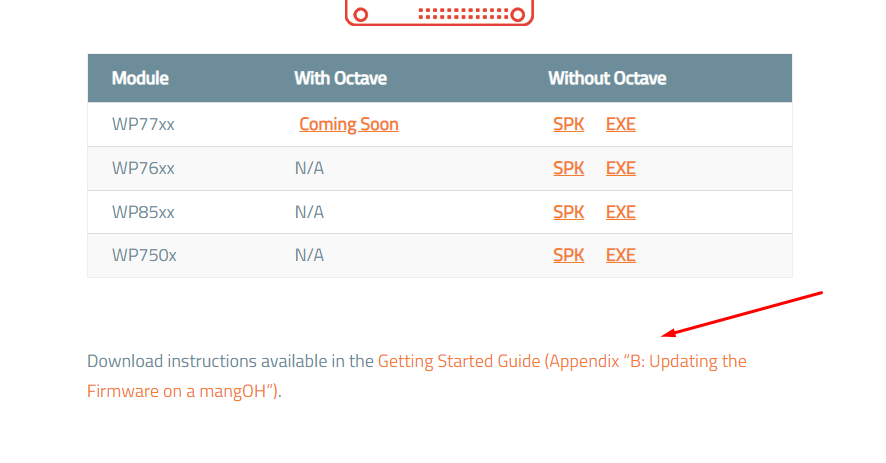 Module With Octave Without Octave
WP77xx Coming Soon SPK EXE
WP76xx N/A SPK EXE
WP85xx N/A SPK EXE
WP750x N/A SPK EXE
Download instructions available in the Getting Started Guide (Appendix “B: Updating the
Firmware on a mangOH”).